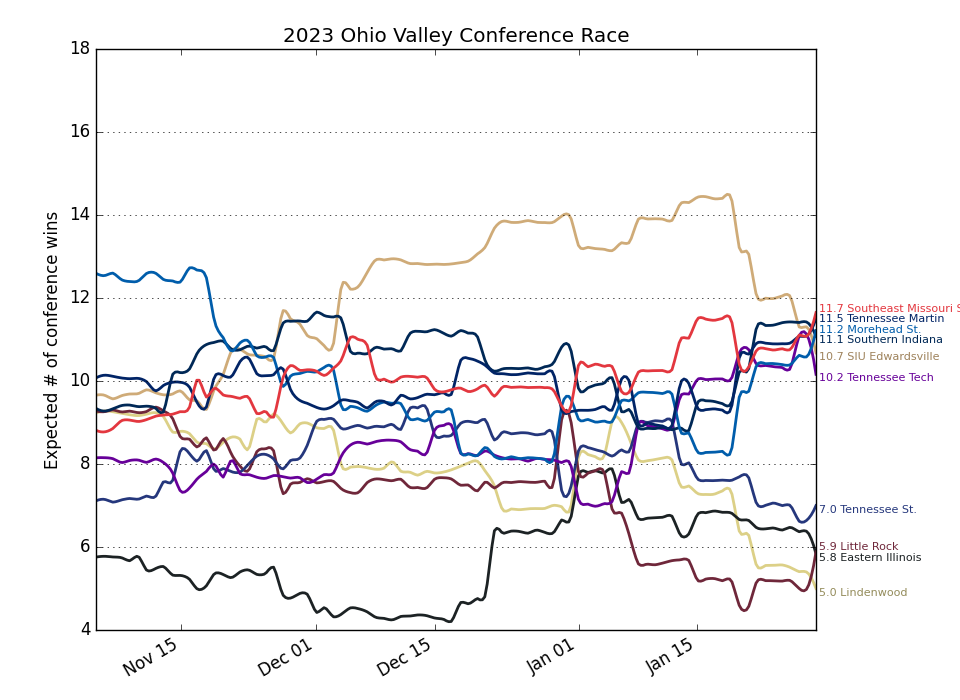 2023 Ohio Valley Conference Race
Expected # of conference wins
18
16
14
12
10
8
6
4
Nov 15
Dec 01
Dec 15
Jan 01
Jan 15
11.7 Southeast Missouri S
11.5 Tennessee Martin
11.2 Morehead St.
11.1 Southern Indiana
10.7 SIU Edwardsville
10.2 Tennessee Tech
7.0 Tennessee St.
5.9 Little Rock
5.8 Eastern Illinois
5.0 Lindenwood